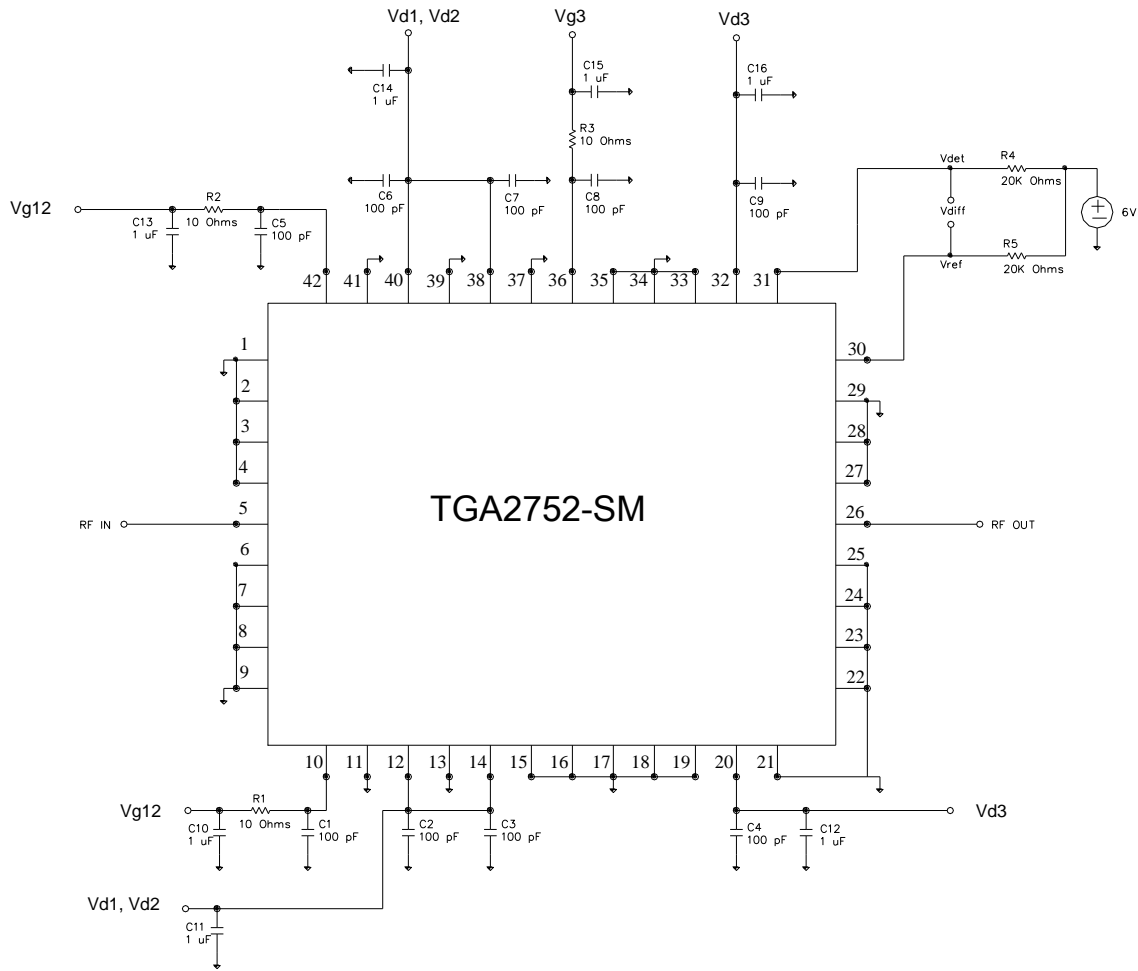 Vd1, Vd2
Vg3
Vd3
C14
1 uF
C15
1 uF
C16
1 uF
R3
10 Ohms
Vdet
R4
20K Ohms
C6
100 pF
C7
100 pF
C8
100 pF
C9
100 pF
Vdiff
6V
Vg12
R2
10 Ohms
C13
1 uF
C5
100 pF
Vref
R5
20K Ohms
42 41 40 39 38 37 36 35 34 33 32 31
1
30
2
29
3
28
4
27
TGA2752-SM
RF IN
5
26
RF OUT
6
25
7
24
8
23
9
22
10 11 12 13 14 15 16 17 18 19 20 21
Vg12
R1
10 Ohms
C10
1 uF
C1
100 pF
C2
100 pF
C3
100 pF
C4
100 pF
C12
1 uF
Vd3
Vd1, Vd2
C11
1 uF